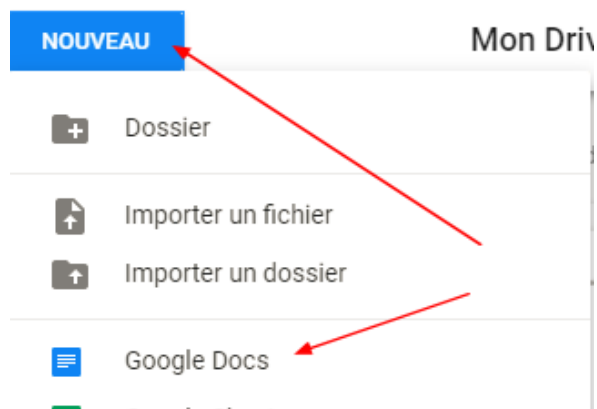 NOUVEAU
Mon Driv
Dossier
Importer un fichier
Importer un dossier
Google Docs